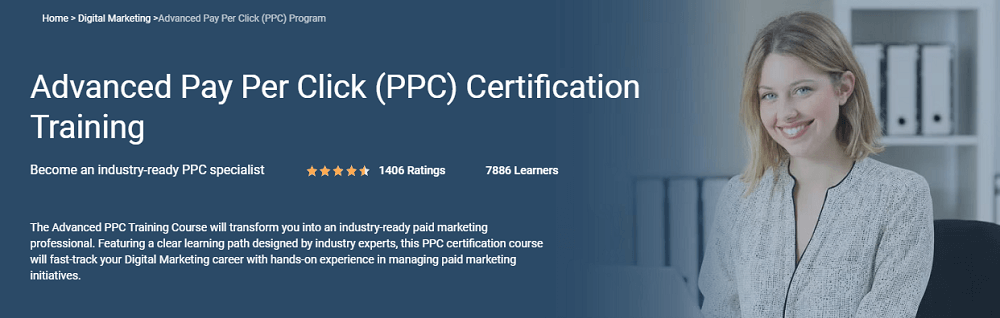 Home > Digital Marketing >Advanced Pay Per Click (PPC) Program
Advanced Pay Per Click (PPC) Certification
Training
Become an industry-ready PPC specialist 1406 Ratings 7886 Learners
The Advanced PPC Training Course will transform you into an industry-ready paid marketing
professional. Featuring a clear learning path designed by industry experts, this PPC certification course
will fast-track your Digital Marketing career with hands-on experience in managing paid marketing
initiatives.